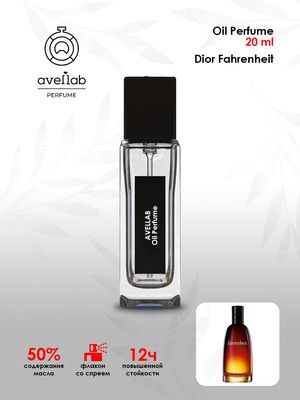 avellab
PERFUME
Oil Perfume
20 ml
Dior Fahrenheit
AVELLAB
Oil Perfume
Fahrenheit
50%
содержания
масла
флакон
со спреем
12ч
повышенной
стойкости